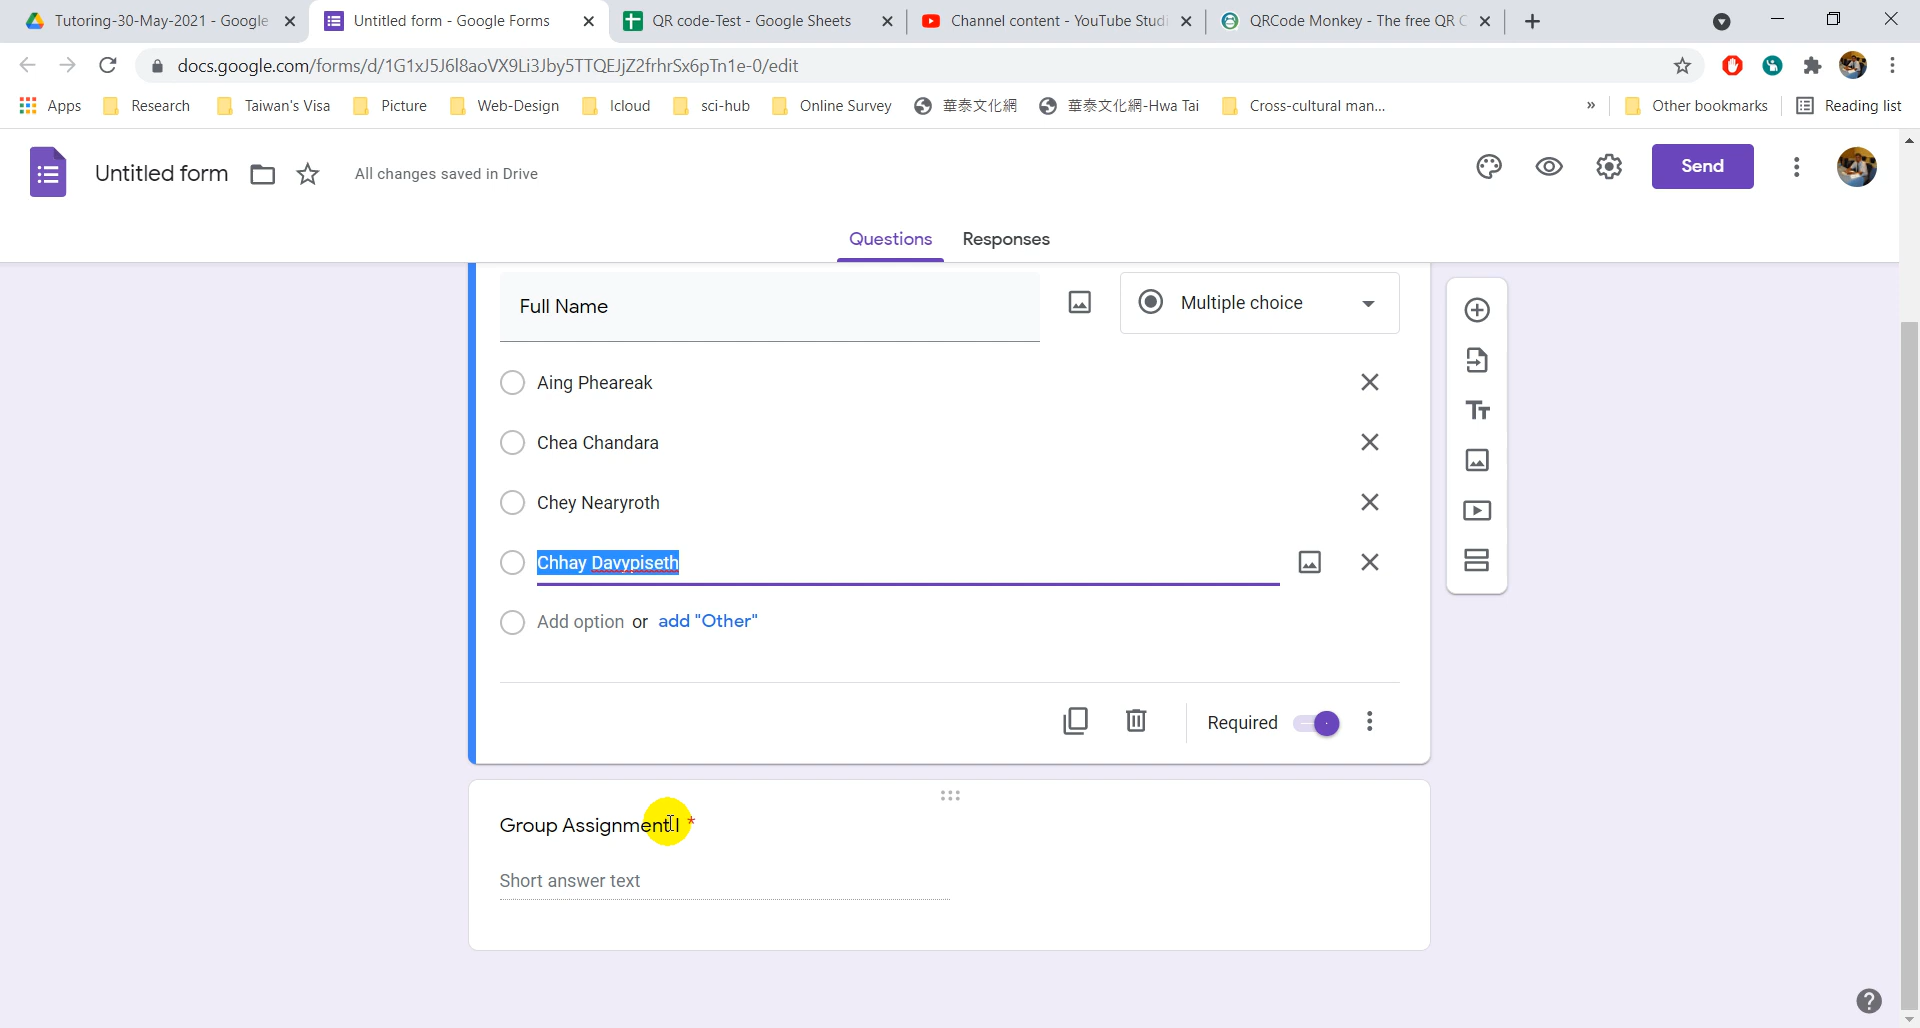 Tutoring-30-May-2021 - Google
Untitled form - Google Forms
QR code-Test - Google Sheets
Channel content - YouTube Studi
QRCode Monkey - The free QR C
docs.google.com/forms/d/1G1xJ5J6l8aoVX9Li3Jby5TTQEJjZ2frhrSx6pTn1e-0/edit
Apps Research Taiwan's Visa Picture Web-Design Icloud sci-hub Online Survey 華泰文化網 華泰文化網-Hwa Tai Cross-cultural man... » Other bookmarks Reading list
Untitled form All changes saved in Drive Send
Questions Responses
Full Name Multiple choice
Aing Pheareak
Chea Chandara
Chey Nearyroth
Chhay Davypiseth
Add option or add "Other"
Required
Group Assignment I *
Short answer text